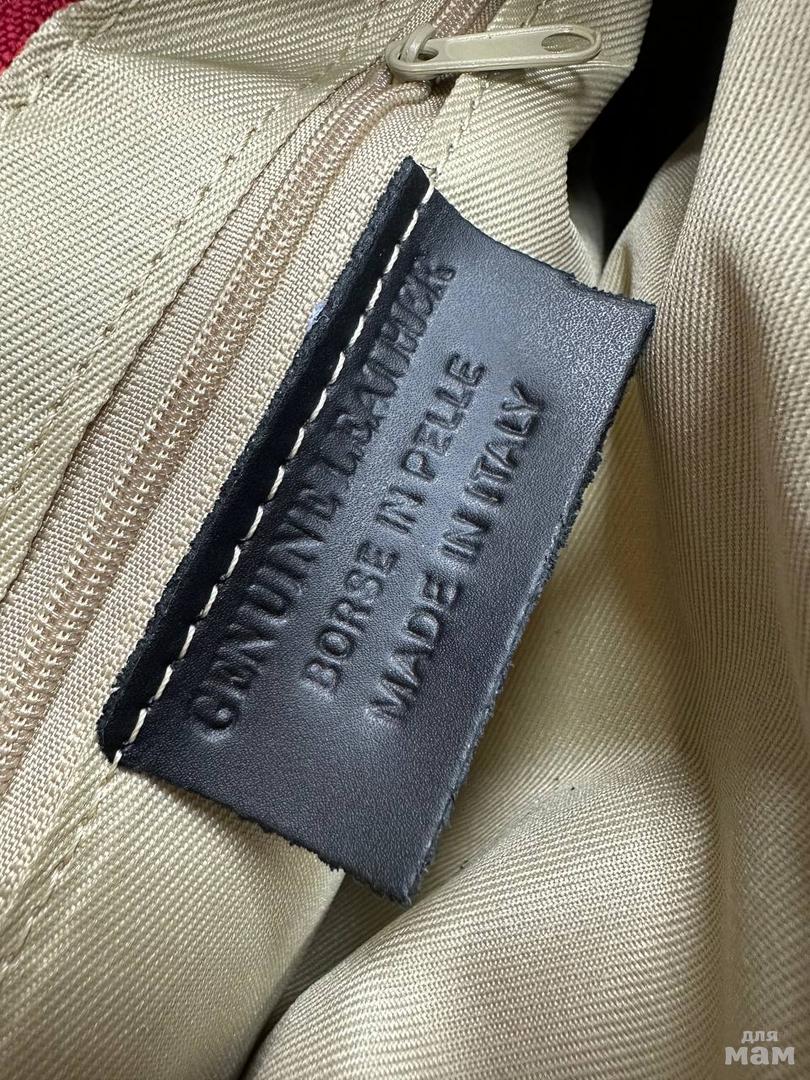 GENUINE LEATHER
BORSE IN PELLE
MADE IN ITALY
для
мам